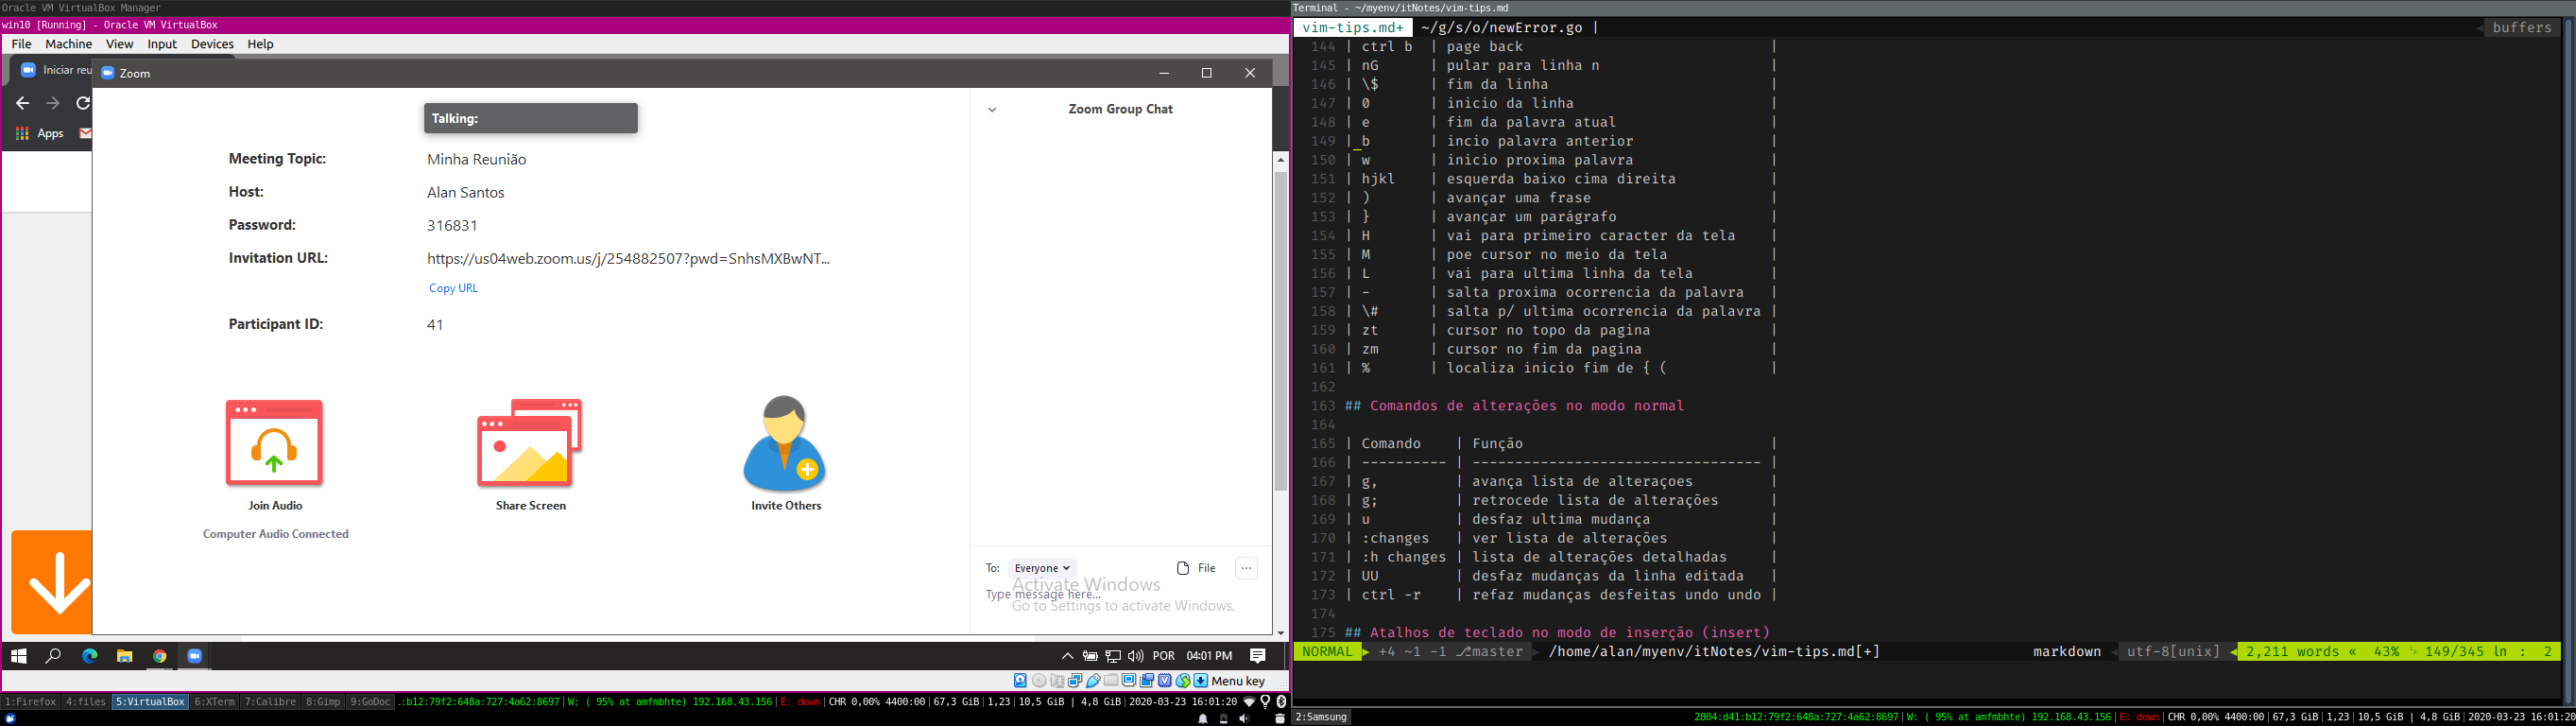 Oracle VM VirtualBox Manager
win10 [Running] - Oracle VM VirtualBox
File Machine View Input Devices Help
Iniciar reu
Zoom
Apps
Talking:
Meeting Topic: Minha Reunião
Host: Alan Santos
Password: 316831
Invitation URL: https://us04web.zoom.us/j/254882507?pwd=SnhsMXBwNT...
Copy URL
Participant ID: 41
Join Audio
Computer Audio Connected
Share Screen
Invite Others
Zoom Group Chat
To: Everyone File ...
Type message here...
Activate Windows
Go to Settings to activate Windows.
POR 04:01 PM
Menu key
1:Firefox 4:files 5:VirtualBox 6:XTerm 7:Calibre 8:Gimp 9:GoDoc .:b12:79f2:648a:727:4a62:8697|W: ( 95% at amfmbhte) 192.168.43.156|E: down|CHR 0,00% 4400:00|67,3 GiB|1,23|10,5 GiB | 4,8 GiB|2020-03-23 16:01:20
Terminal - ~/myenv/itNotes/vim-tips.md
vim-tips.md+ ~/g/s/o/newError.go | buffers
144 | ctrl b | page back |
145 | nG | pular para linha n |
146 | \$ | fim da linha |
147 | 0 | inicio da linha |
148 | e | fim da palavra atual |
149 |_b | incio palavra anterior |
150 | w | inicio proxima palavra |
151 | hjkl | esquerda baixo cima direita |
152 | ) | avançar uma frase |
153 | } | avançar um parágrafo |
154 | H | vai para primeiro caracter da tela |
155 | M | poe cursor no meio da tela |
156 | L | vai para ultima linha da tela |
157 | - | salta proxima ocorrencia da palavra |
158 | \# | salta p/ ultima ocorrencia da palavra |
159 | zt | cursor no topo da pagina |
160 | zm | cursor no fim da pagina |
161 | % | localiza inicio fim de { ( |
162
163 ## Comandos de alterações no modo normal
164
165 | Comando | Função |
166 | ---------- | ---------------------------------- |
167 | g, | avança lista de alteraçoes |
168 | g; | retrocede lista de alterações |
169 | u | desfaz ultima mudança |
170 | :changes | ver lista de alterações |
171 | :h changes | lista de alterações detalhadas |
172 | UU | desfaz mudanças da linha editada |
173 | ctrl -r | refaz mudanças desfeitas undo undo |
174
175 ## Atalhos de teclado no modo de inserção (insert)
NORMAL +4 ~1 -1 master /home/alan/myenv/itNotes/vim-tips.md[+] markdown utf-8[unix] 2,211 words « 43% 149/345 ln : 2
2:Samsung 2804:d41:b12:79f2:648a:727:4a62:8697|W: ( 95% at amfmbhte) 192.168.43.156|E: down|CHR 0,00% 4400:00|67,3 GiB|1,23|10,5 GiB | 4,8 GiB|2020-03-23 16:01:20